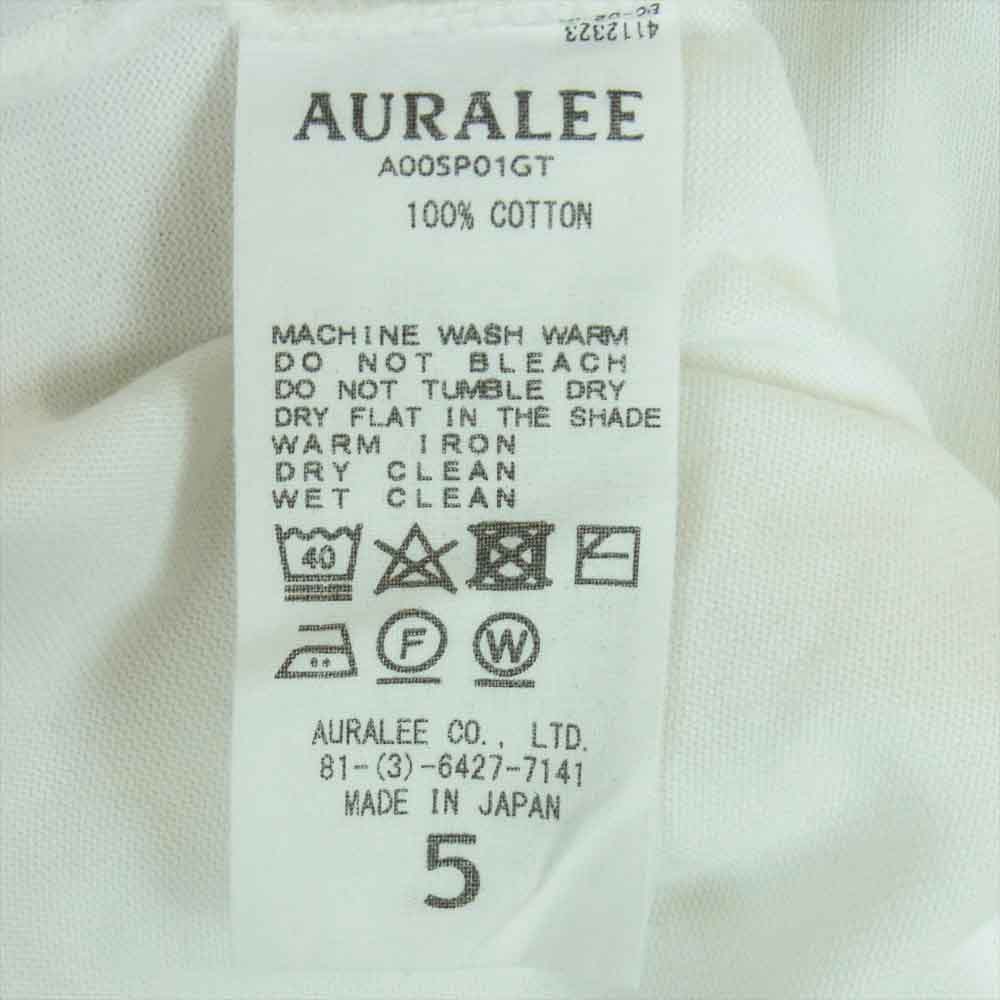 4112323
AURALEE
A00SP01GT
100% COTTON
MACHINE WASH WARM
DO NOT BLEACH
DO NOT TUMBLE DRY
DRY FLAT IN THE SHADE
WARM IRON
DRY CLEAN
WET CLEAN
40
F W
AURALEE CO., LTD.
81-(3)-6427-7141
MADE IN JAPAN
5